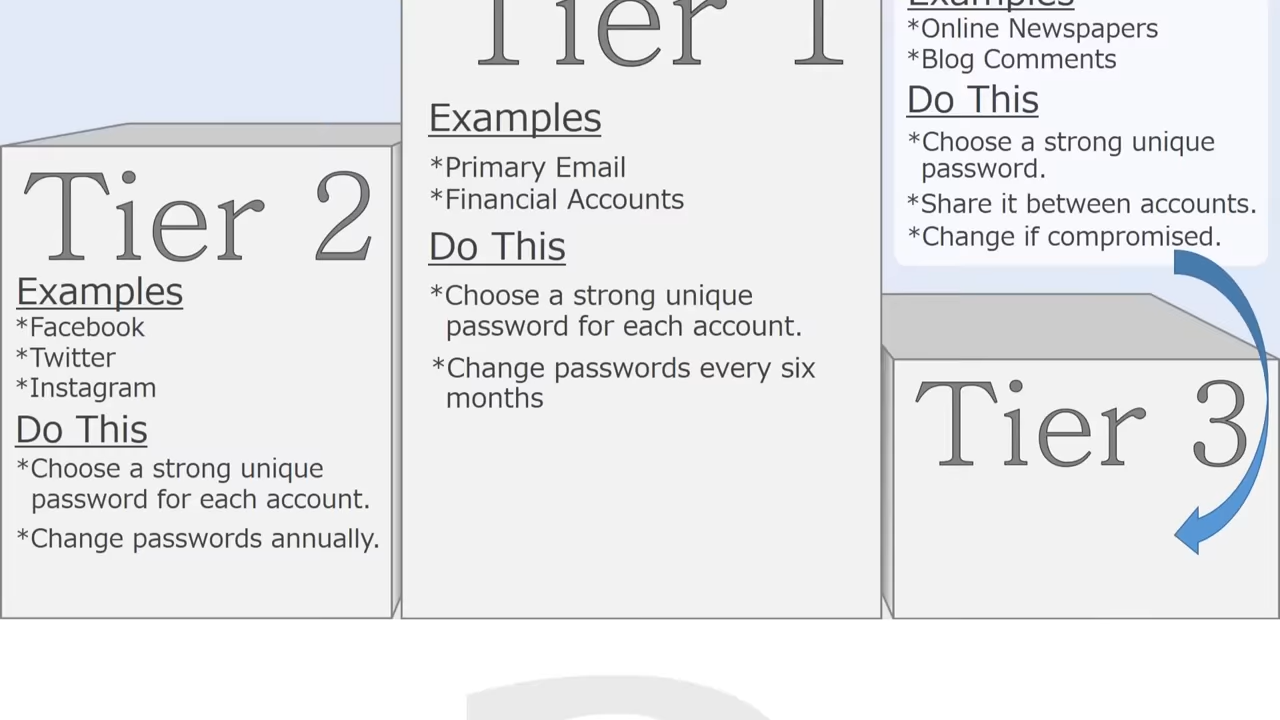 Tier 2
Examples
*Facebook
*Twitter
*Instagram
Do This
*Choose a strong unique
password for each account.
*Change passwords annually.
Tier 1
Examples
*Primary Email
*Financial Accounts
Do This
*Choose a strong unique
password for each account.
*Change passwords every six
months
Examples
*Online Newspapers
*Blog Comments
Do This
*Choose a strong unique
password.
*Share it between accounts.
*Change if compromised.
Tier 3